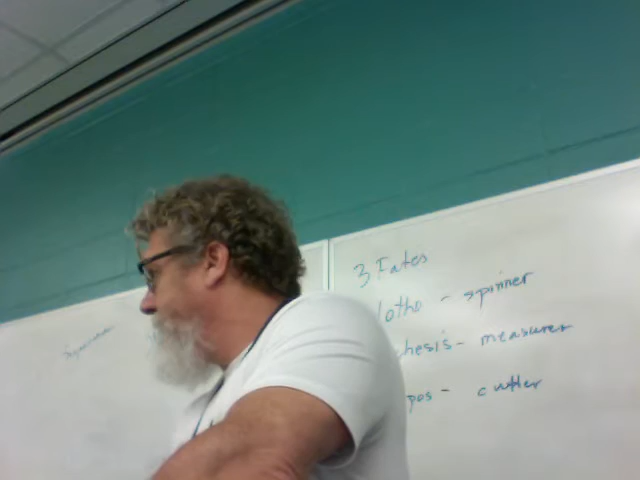 3 Fates
lotho - spinner
chesis - measures
pos - cutter